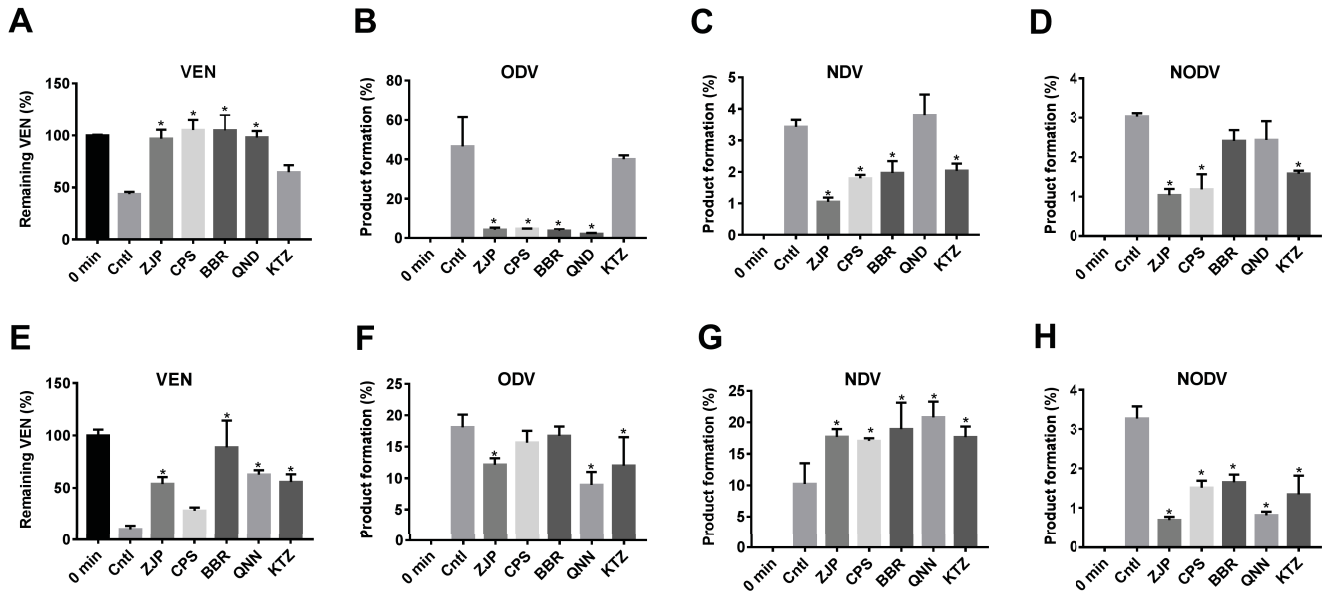 A
VEN
Remaining VEN (%)
150
100
50
0
* * * *
0 min Cntl ZJP CPS BBR QND KTZ
B
ODV
Product formation (%)
80
60
40
20
0
* * * *
0 min Cntl ZJP CPS BBR QND KTZ
C
NDV
Product formation (%)
5
4
3
2
1
0
* * * *
0 min Cntl ZJP CPS BBR QND KTZ
D
NODV
Product formation (%)
4
3
2
1
0
* * *
0 min Cntl ZJP CPS BBR QND KTZ
E
VEN
Remaining VEN (%)
150
100
50
0
* * * *
0 min Cntl ZJP CPS BBR QNN KTZ
F
ODV
Product formation (%)
25
20
15
10
5
0
* * *
0 min Cntl ZJP CPS BBR QNN KTZ
G
NDV
Product formation (%)
25
20
15
10
5
0
* * * * *
0 min Cntl ZJP CPS BBR QNN KTZ
H
NODV
Product formation (%)
4
3
2
1
0
* * * * *
0 min Cntl ZJP CPS BBR QNN KTZ